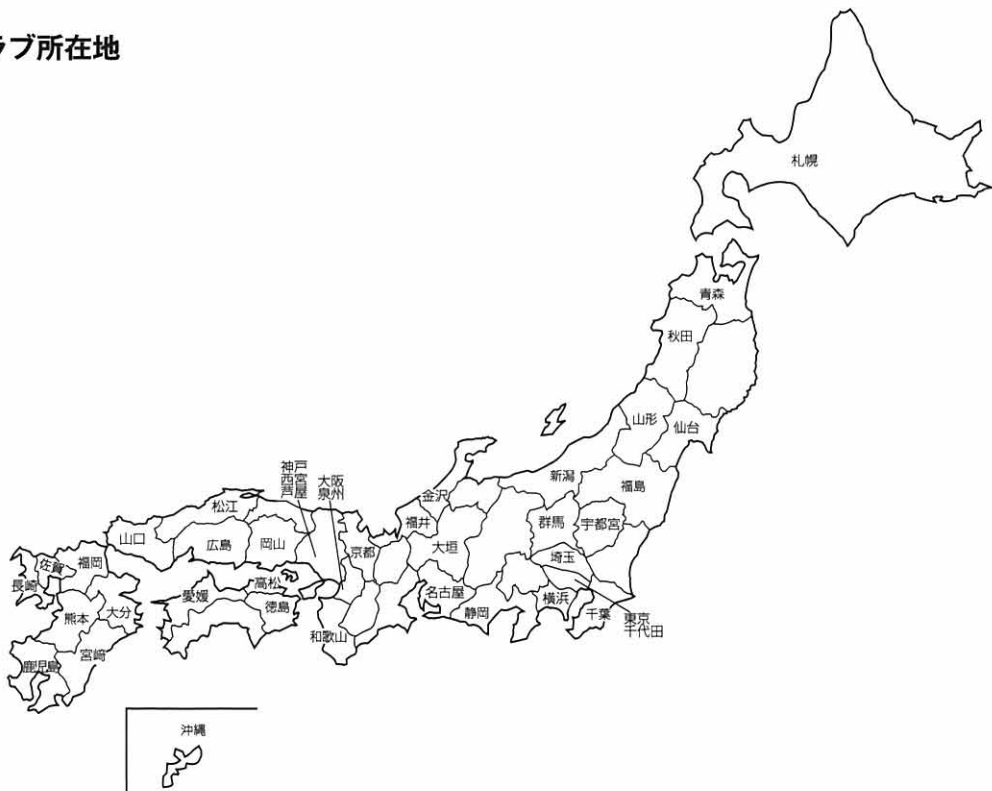 ラブ所在地
札幌
青森
秋田
山形
仙台
新潟
福島
金沢
福井
群馬
宇都宮
埼玉
大垣
名古屋
静岡
横浜
千葉
東京
千代田
京都
大阪
泉州
神戸
西宮
芦屋
和歌山
松江
岡山
広島
山口
高松
徳島
愛媛
福岡
佐賀
長崎
大分
熊本
宮崎
鹿児島
沖縄